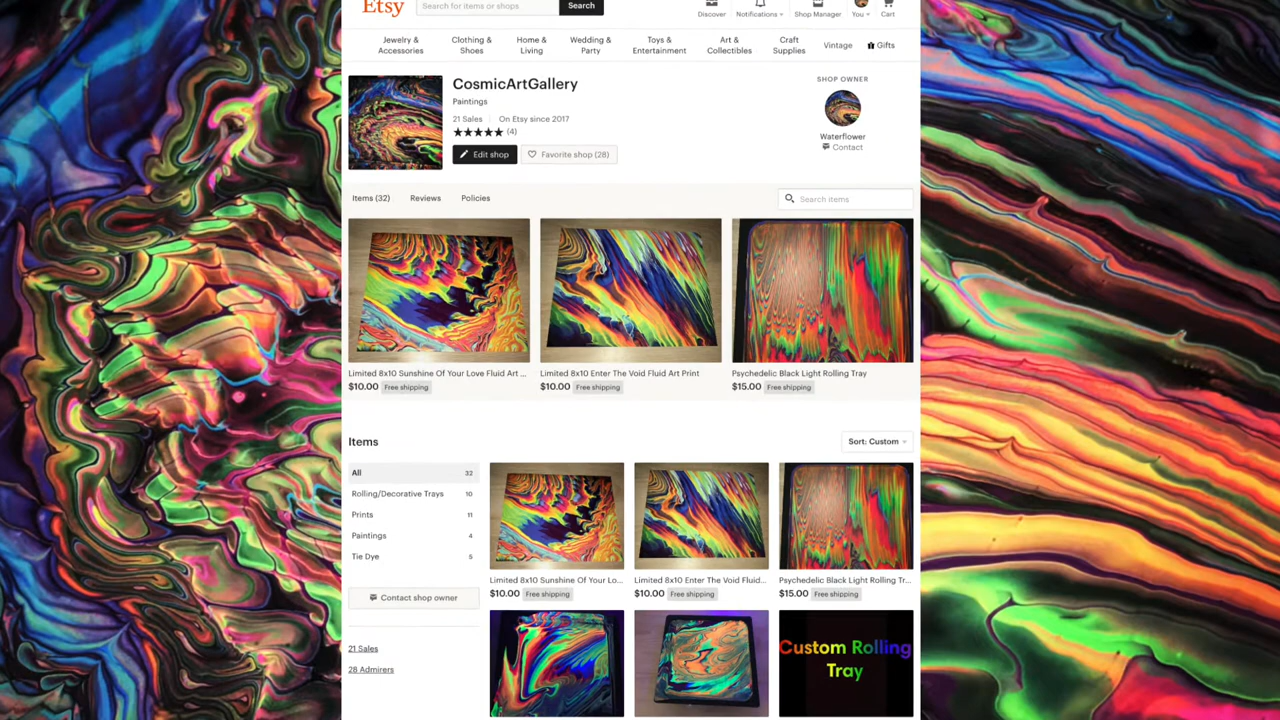 Etsy
Search for items or shops
Search
Discover
Notifications
Shop Manager
You
Cart
Jewelry &
Accessories
Clothing &
Shoes
Home &
Living
Wedding &
Party
Toys &
Entertainment
Art &
Collectibles
Craft
Supplies
Vintage
Gifts
CosmicArtGallery
Paintings
21 Sales
On Etsy since 2017
(4)
Edit shop
Favorite shop (28)
SHOP OWNER
Waterflower
Contact
Items (32)
Reviews
Policies
Search items
Limited 8x10 Sunshine Of Your Love Fluid Art ...
$10.00 Free shipping
Limited 8x10 Enter The Void Fluid Art Print
$10.00 Free shipping
Psychedelic Black Light Rolling Tray
$15.00 Free shipping
Items
Sort: Custom
All 32
Rolling/Decorative Trays 10
Prints 11
Paintings 4
Tie Dye 5
Contact shop owner
21 Sales
28 Admirers
Limited 8x10 Sunshine Of Your Lo...
$10.00 Free shipping
Limited 8x10 Enter The Void Fluid...
$10.00 Free shipping
Psychedelic Black Light Rolling Tr...
$15.00 Free shipping
Custom Rolling
Tray